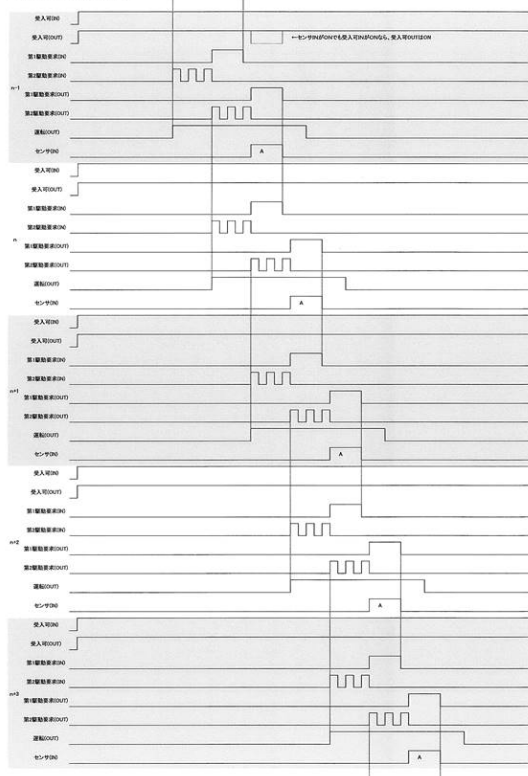 受入可(IN)
受入可(OUT)
←センサINがONでも受入可INがONなら、受入可OUTはON
第1駆動要求(IN)
第2駆動要求(IN)
n-1
第1駆動要求(OUT)
第2駆動要求(OUT)
運転(OUT)
センサ(IN)
A
受入可(IN)
受入可(OUT)
第1駆動要求(IN)
第2駆動要求(IN)
n
第1駆動要求(OUT)
第2駆動要求(OUT)
運転(OUT)
センサ(IN)
A
受入可(IN)
受入可(OUT)
第1駆動要求(IN)
第2駆動要求(IN)
n+1
第1駆動要求(OUT)
第2駆動要求(OUT)
運転(OUT)
センサ(IN)
A
受入可(IN)
受入可(OUT)
第1駆動要求(IN)
第2駆動要求(IN)
n+2
第1駆動要求(OUT)
第2駆動要求(OUT)
運転(OUT)
センサ(IN)
A
受入可(IN)
受入可(OUT)
第1駆動要求(IN)
第2駆動要求(IN)
n+3
第1駆動要求(OUT)
第2駆動要求(OUT)
運転(OUT)
センサ(IN)
A